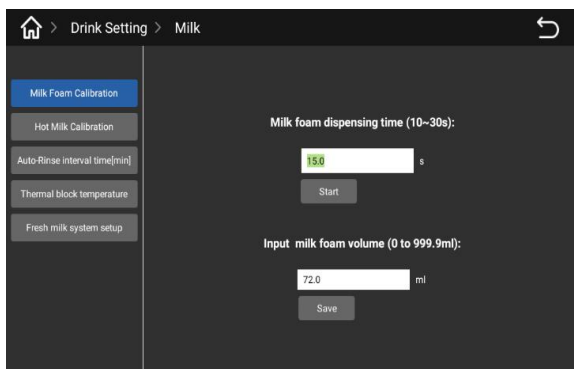 > Drink Setting > Milk
Milk Foam Calibration
Hot Milk Calibration
Auto-Rinse interval time[min]
Thermal block temperature
Fresh milk system setup
Milk foam dispensing time (10~30s):
15.0 s
Start
Input milk foam volume (0 to 999.9ml):
72.0 ml
Save